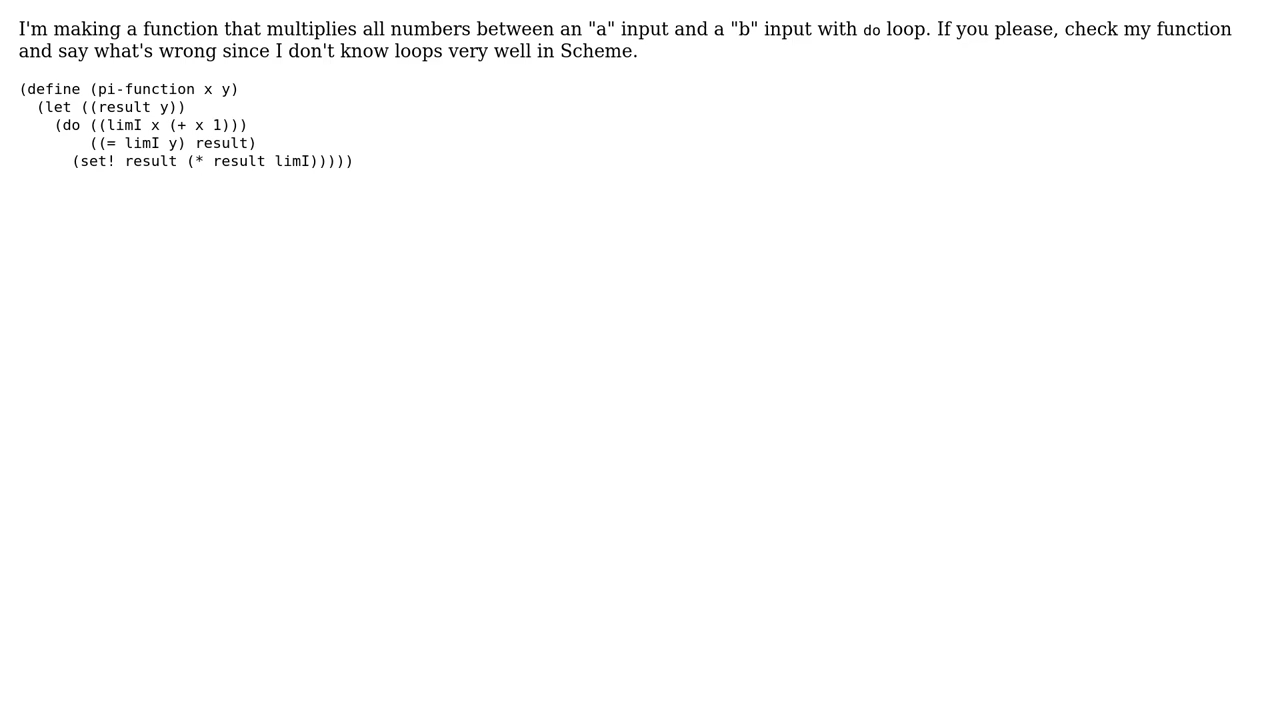 I'm making a function that multiplies all numbers between an "a" input and a "b" input with do loop. If you please, check my function
and say what's wrong since I don't know loops very well in Scheme.
(define (pi-function x y)
  (let ((result y))
    (do ((limI x (+ x 1)))
        ((= limI y) result)
      (set! result (* result limI)))))